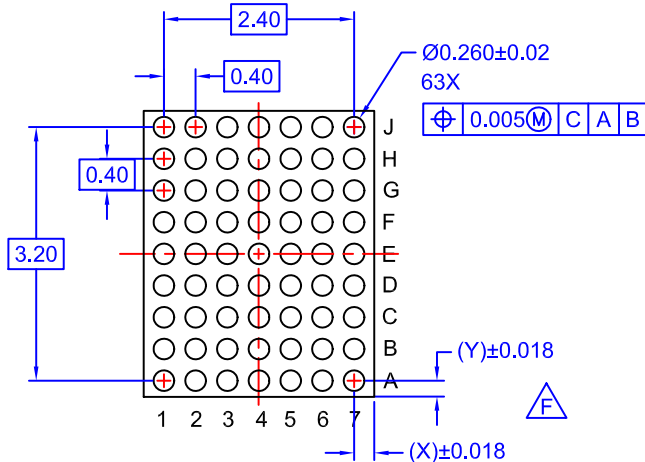 2.40
Ø0.260±0.02
63X
0.40
⌖ 0.005Ⓜ C A B
J
H
0.40
G
F
3.20
E
D
C
B
(Y)±0.018
A
F
1 2 3 4 5 6 7
(X)±0.018